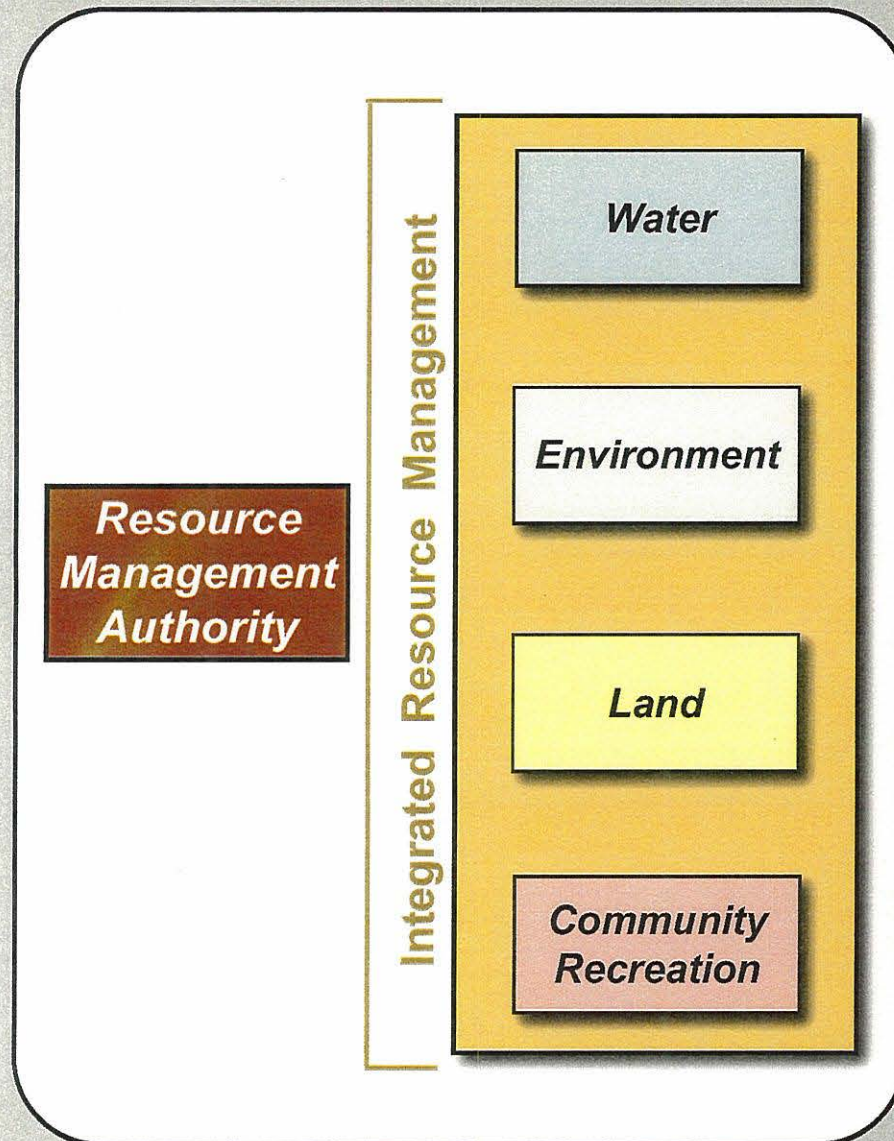 Resource
Management
Authority
Integrated Resource Management
Water
Environment
Land
Community
Recreation